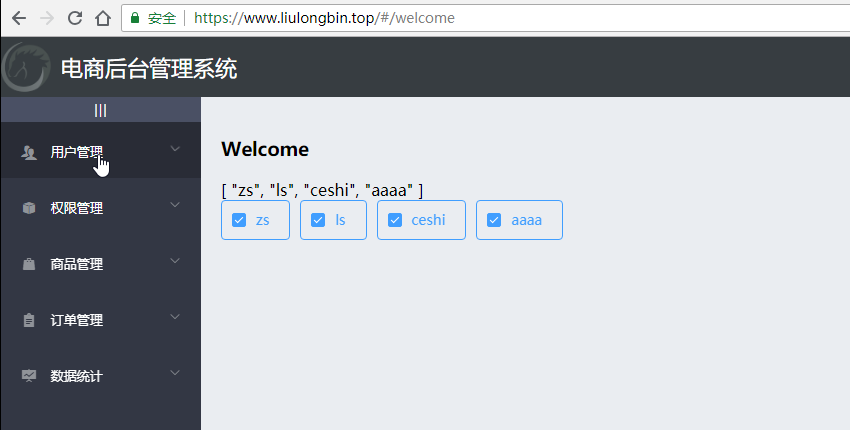 安全 | https://www.liulongbin.top/#/welcome
电商后台管理系统
|||
用户管理
权限管理
商品管理
订单管理
数据统计
Welcome
[ "zs", "ls", "ceshi", "aaaa" ]
zs ls ceshi aaaa